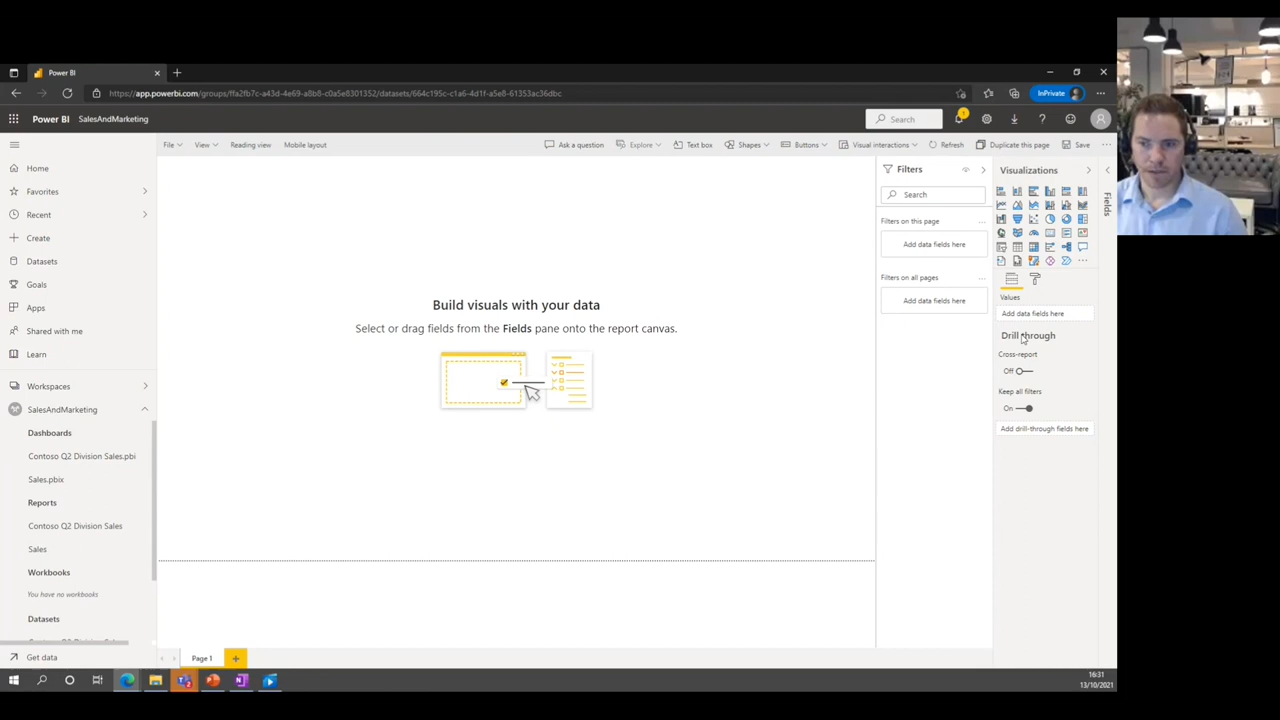 Power BI
https://app.powerbi.com/groups/ffa2fb7c-a43d-4e69-a8b8-c0a5e8301352/datasets/664c195c-c1a6-4d1f-a5e8-61353ac36dbc
InPrivate
Power BI SalesAndMarketing
Search
1
File View Reading view Mobile layout
Ask a question Explore Text box Shapes Buttons Visual interactions Refresh Duplicate this page Save
Home
Favorites
Recent
Create
Datasets
Goals
Apps
Shared with me
Learn
Workspaces
SalesAndMarketing
Dashboards
Contoso Q2 Division Sales.pbi
Sales.pbix
Reports
Contoso Q2 Division Sales
Sales
Workbooks
You have no workbooks
Datasets
Get data
Build visuals with your data
Select or drag fields from the Fields pane onto the report canvas.
Page 1
Filters
Search
Filters on this page
Add data fields here
Filters on all pages
Add data fields here
Visualizations
Values
Add data fields here
Drill through
Cross-report
Off
Keep all filters
On
Add drill-through fields here
Fields
16:31
13/10/2021